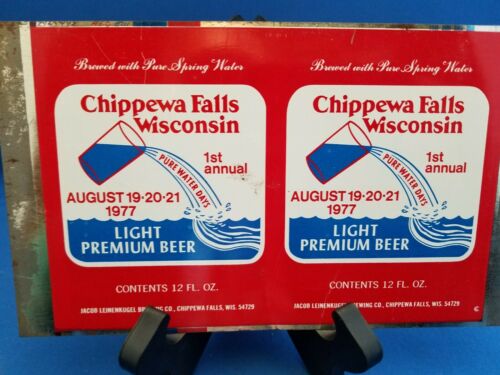 Brewed with Pure Spring Water
Chippewa Falls
Wisconsin
1st
annual
PURE WATER DAYS
AUGUST 19·20·21
1977
LIGHT
PREMIUM BEER
CONTENTS 12 FL. OZ.
JACOB LEINENKUGEL CO., CHIPPEWA FALLS, WIS. 54729
Brewed with Pure Spring Water
Chippewa Falls
Wisconsin
1st
annual
PURE WATER DAYS
AUGUST 19·20·21
1977
LIGHT
PREMIUM BEER
CONTENTS 12 FL. OZ.
JACOB LEINENKUGEL CO., CHIPPEWA FALLS, WIS. 54729